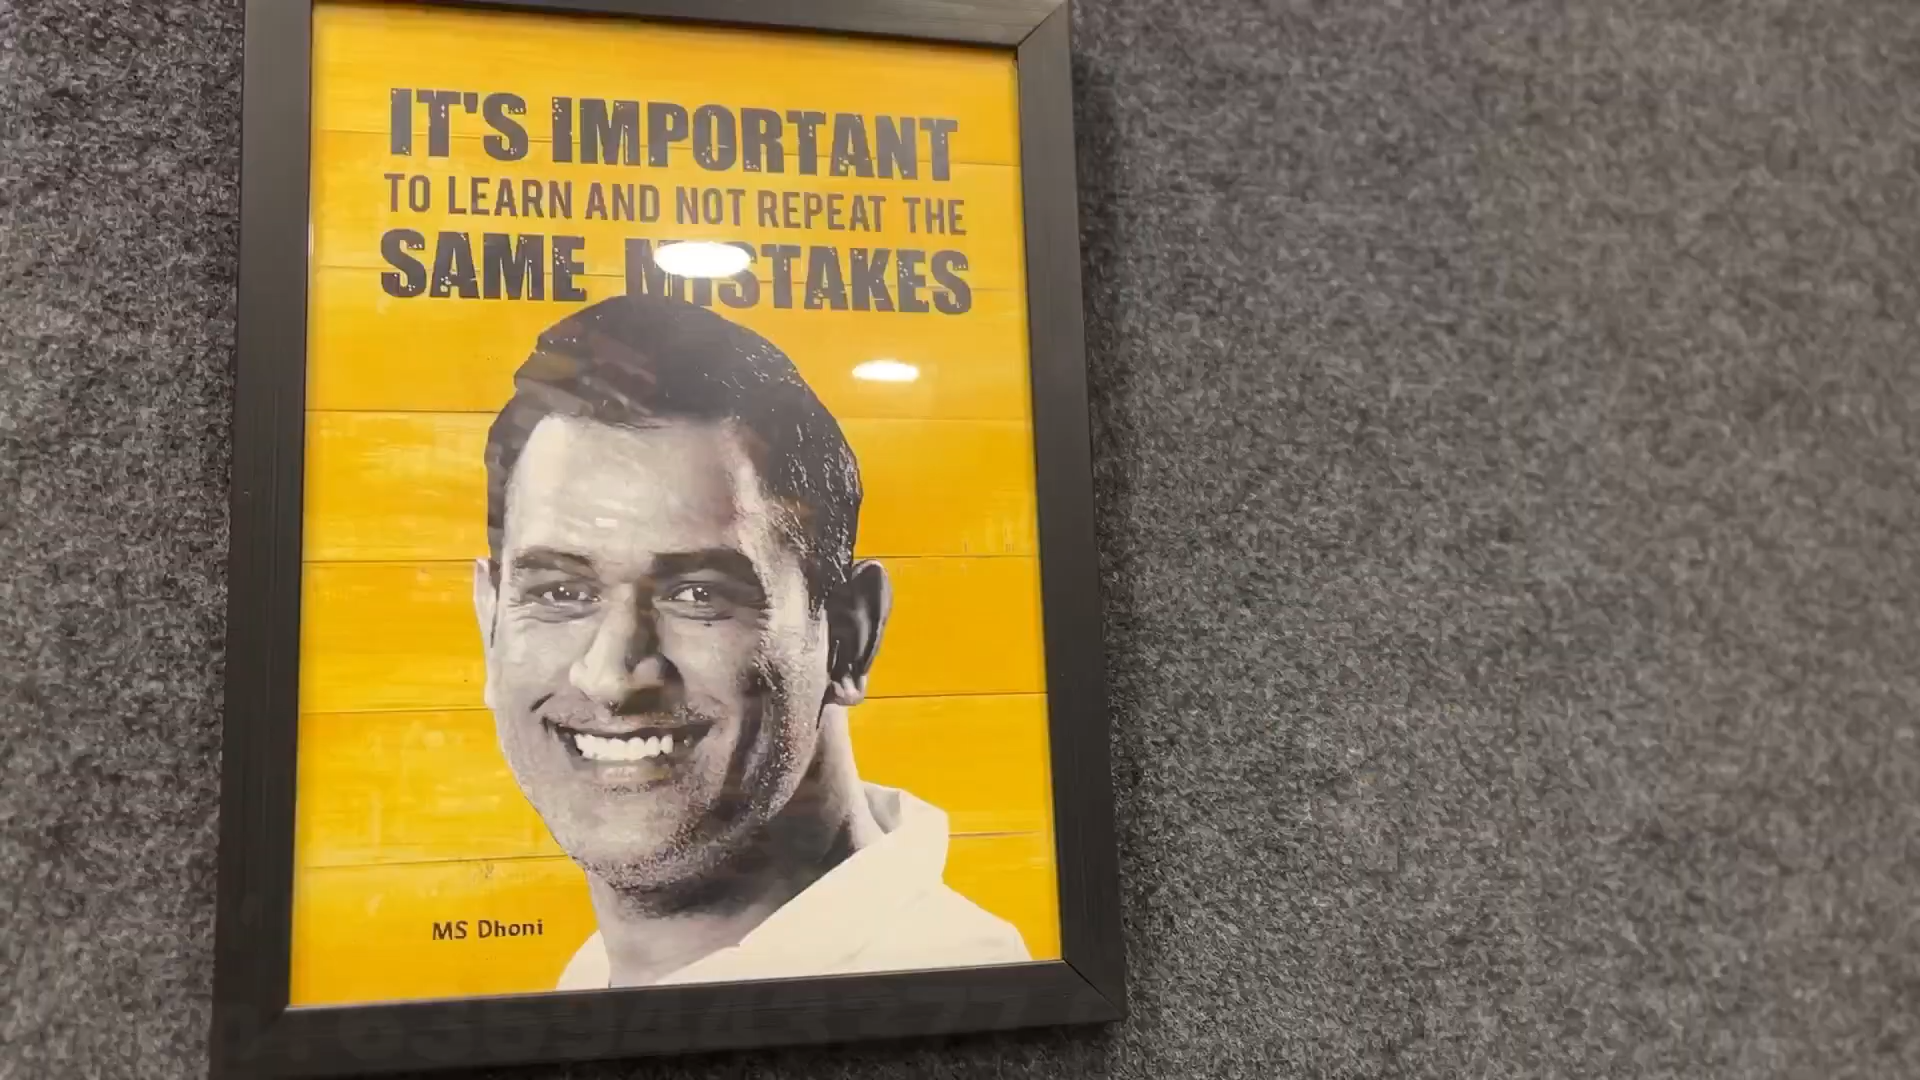 IT'S IMPORTANT
TO LEARN AND NOT REPEAT THE
SAME MISTAKES
MS Dhoni